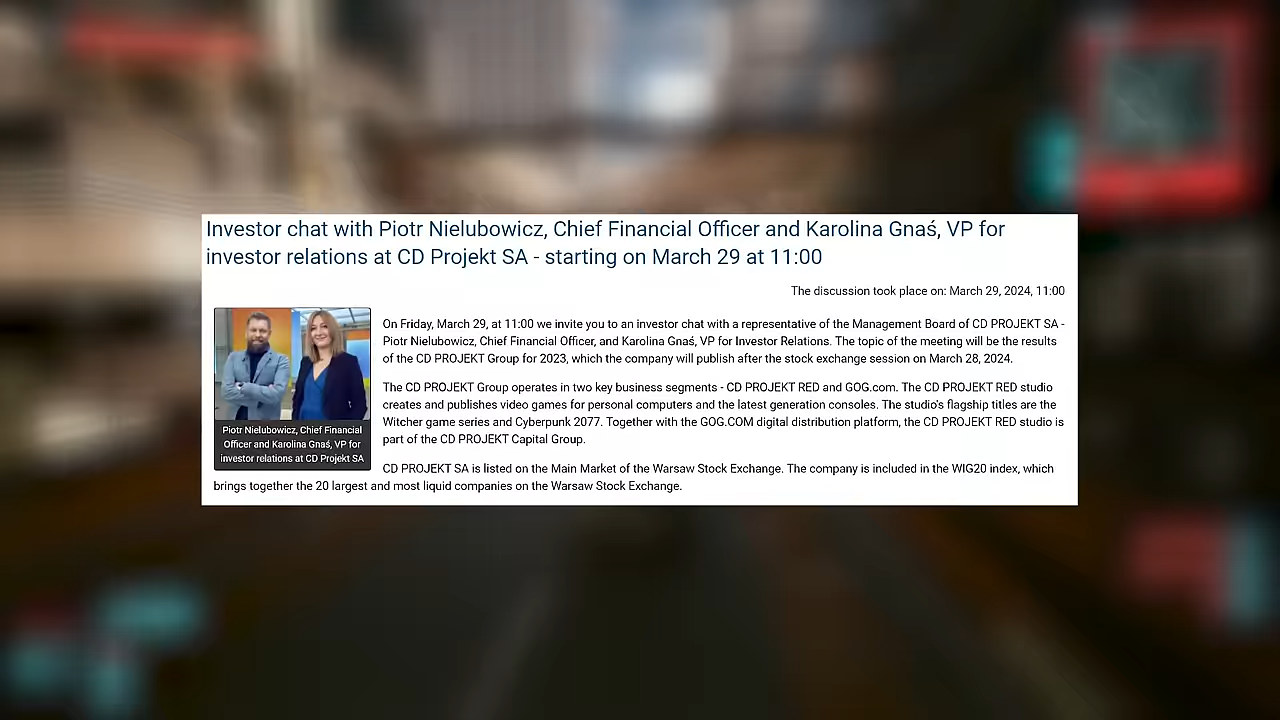 Investor chat with Piotr Nielubowicz, Chief Financial Officer and Karolina Gnaś, VP for
investor relations at CD Projekt SA - starting on March 29 at 11:00
The discussion took place on: March 29, 2024, 11:00
Piotr Nielubowicz, Chief Financial
Officer and Karolina Gnaś, VP for
investor relations at CD Projekt SA
On Friday, March 29, at 11:00 we invite you to an investor chat with a representative of the Management Board of CD PROJEKT SA -
Piotr Nielubowicz, Chief Financial Officer, and Karolina Gnaś, VP for Investor Relations. The topic of the meeting will be the results
of the CD PROJEKT Group for 2023, which the company will publish after the stock exchange session on March 28, 2024.
The CD PROJEKT Group operates in two key business segments - CD PROJEKT RED and GOG.com. The CD PROJEKT RED studio
creates and publishes video games for personal computers and the latest generation consoles. The studio's flagship titles are the
Witcher game series and Cyberpunk 2077. Together with the GOG.COM digital distribution platform, the CD PROJEKT RED studio is
part of the CD PROJEKT Capital Group.
CD PROJEKT SA is listed on the Main Market of the Warsaw Stock Exchange. The company is included in the WIG20 index, which
brings together the 20 largest and most liquid companies on the Warsaw Stock Exchange.